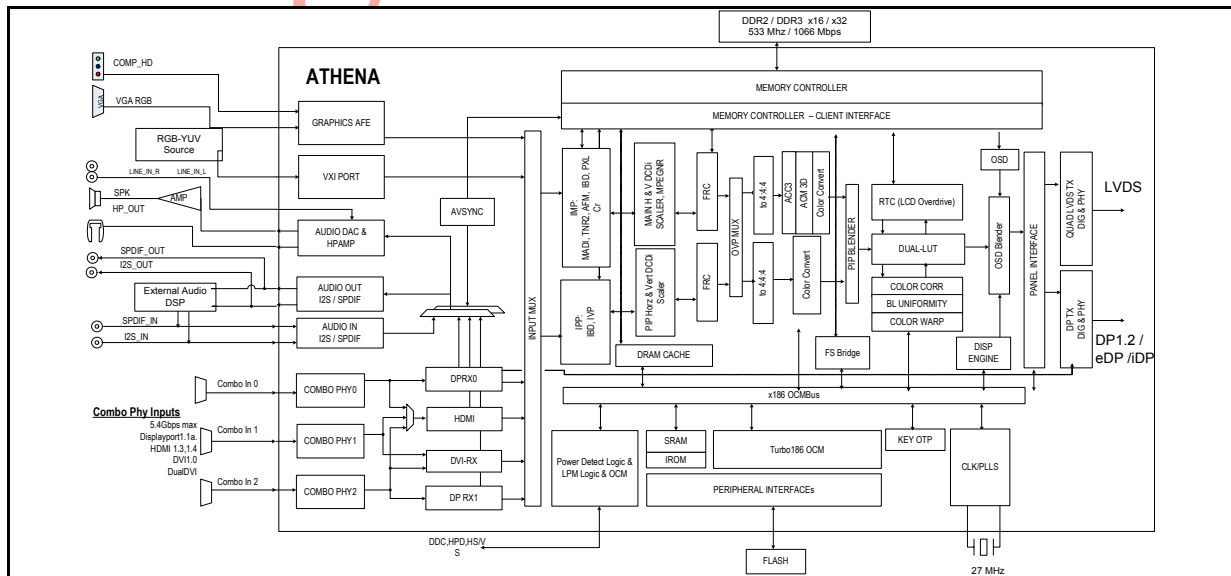 DDR2 / DDR3 x16 / x32
533 Mhz / 1066 Mbps
COMP_HD
ATHENA
MEMORY CONTROLLER
VGA
VGA RGB
GRAPHICS AFE
MEMORY CONTROLLER – CLIENT INTERFACE
RGB-YUV
Source
VXI PORT
LINE_IN_R
LINE_IN_L
SPK
HP_OUT
AMP
AUDIO DAC &
HPAMP
AVSYNC
SPDIF_OUT
I2S_OUT
External Audio
DSP
AUDIO OUT
I2S / SPDIF
SPDIF_IN
I2S_IN
AUDIO IN
I2S / SPDIF
INPUT MUX
IMP:
MADI, TNR2, AFM, IBD, PXL
Cr
IPP:
IBD, IVP
MAIN H & V DCDi
SCALER, MPEGNR
PIP Horz & Vert DCDi
Scaler
FRC
FRC
OVP MUX
to 4:4:4
to 4:4:4
ACC3
ACM 3D
Color Convert
Color Convert
PIP BLENDER
RTC (LCD Overdrive)
DUAL-LUT
COLOR CORR
BL UNIFORMITY
COLOR WARP
OSD
OSD Blender
DISP
ENGINE
PANEL INTERFACE
QUAD LVDS TX
DIG & PHY
LVDS
DP TX
DIG & PHY
DP1.2 /
eDP /iDP
DRAM CACHE
FS Bridge
x186 OCMBus
Combo In 0
COMBO PHY0
DPRX0
Combo Phy Inputs
5.4Gbps max
Displayport1.1a.
HDMI 1.3,1.4
DVI1.0
DualDVI
Combo In 1
COMBO PHY1
HDMI
DVI-RX
Combo In 2
COMBO PHY2
DP RX1
Power Detect Logic &
LPM Logic & OCM
SRAM
IROM
Turbo186 OCM
KEY OTP
CLK/PLLS
PERIPHERAL INTERFACEs
DDC,HPD,HS/V
S
FLASH
27 MHz